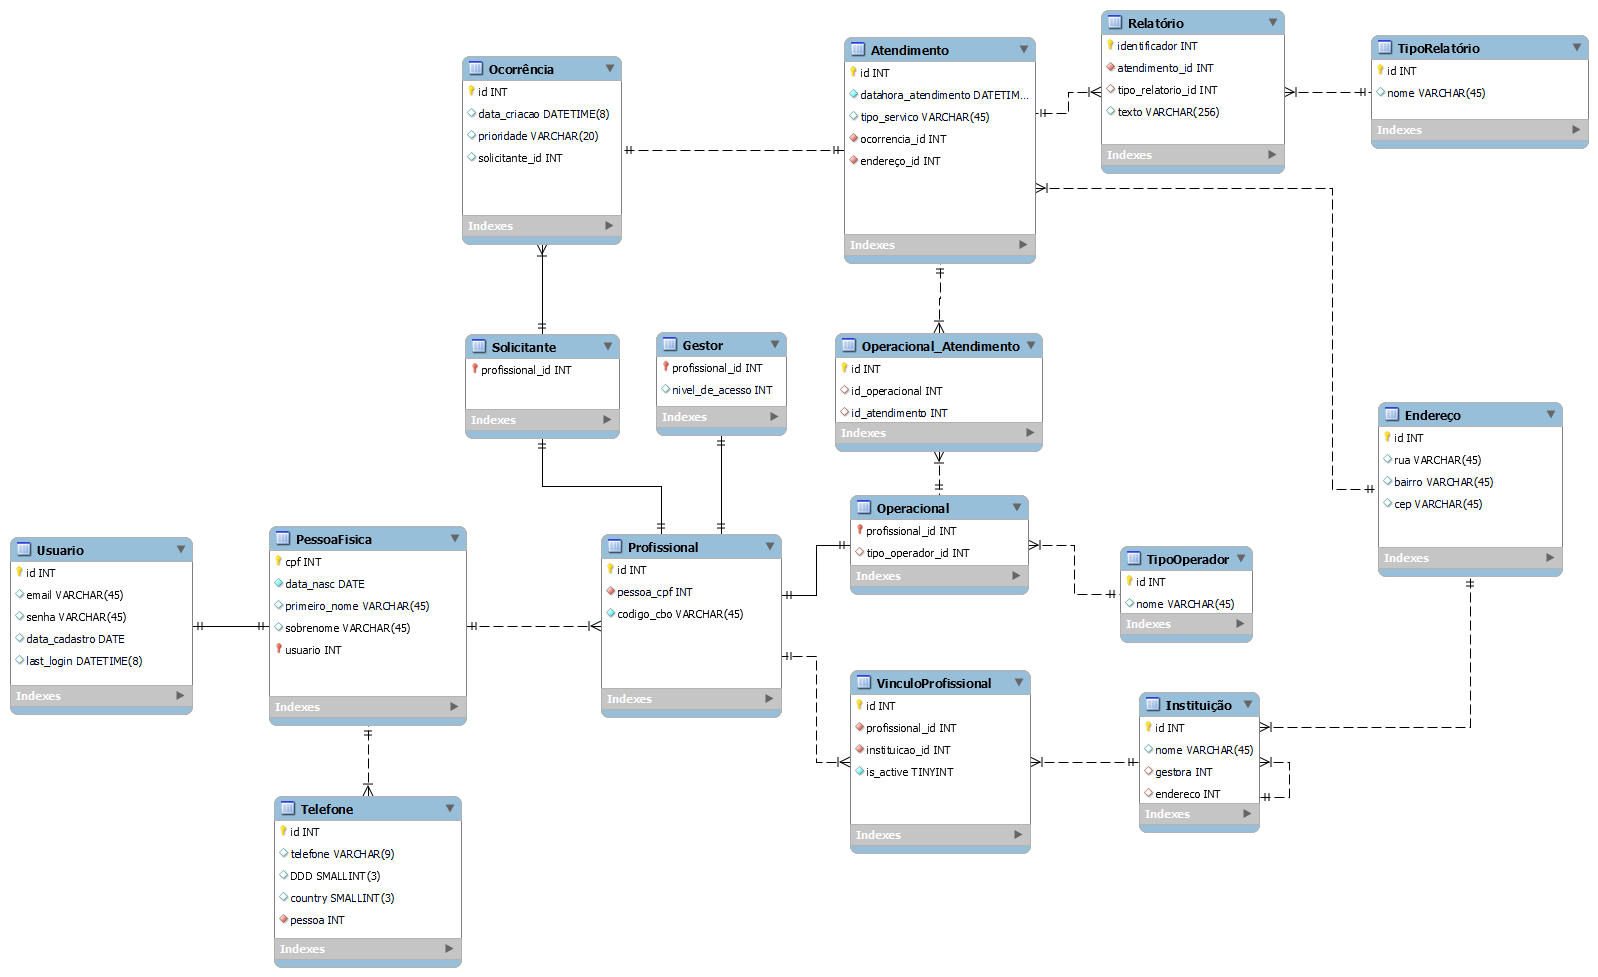 Relatório
identificador INT
atendimento_id INT
tipo_relatorio_id INT
texto VARCHAR(256)
Indexes
TipoRelatório
id INT
nome VARCHAR(45)
Indexes
Atendimento
id INT
datahora_atendimento DATETIM...
tipo_servico VARCHAR(45)
ocorrencia_id INT
endereço_id INT
Indexes
Ocorrência
id INT
data_criacao DATETIME(8)
prioridade VARCHAR(20)
solicitante_id INT
Indexes
Solicitante
profissional_id INT
Indexes
Gestor
profissional_id INT
nivel_de_acesso INT
Indexes
Operacional_Atendimento
id INT
id_operacional INT
id_atendimento INT
Indexes
Endereço
id INT
rua VARCHAR(45)
bairro VARCHAR(45)
cep VARCHAR(45)
Indexes
Operacional
profissional_id INT
tipo_operador_id INT
Indexes
TipoOperador
id INT
nome VARCHAR(45)
Indexes
Usuario
id INT
email VARCHAR(45)
senha VARCHAR(45)
data_cadastro DATE
last_login DATETIME(8)
Indexes
PessoaFisica
cpf INT
data_nasc DATE
primeiro_nome VARCHAR(45)
sobrenome VARCHAR(45)
usuario INT
Indexes
Profissional
id INT
pessoa_cpf INT
codigo_cbo VARCHAR(45)
Indexes
VinculoProfissional
id INT
profissional_id INT
instituicao_id INT
is_active TINYINT
Indexes
Instituição
id INT
nome VARCHAR(45)
gestora INT
endereco INT
Indexes
Telefone
id INT
telefone VARCHAR(9)
DDD SMALLINT(3)
country SMALLINT(3)
pessoa INT
Indexes